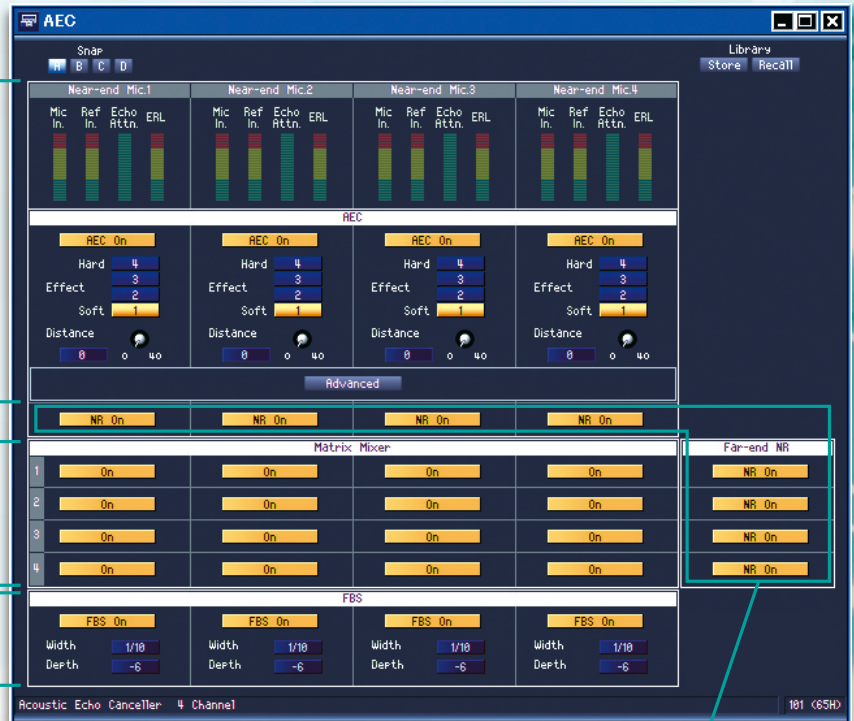 AEC
Snap
Library
A B C D
Store Recall
Near-end Mic.1 Near-end Mic.2 Near-end Mic.3 Near-end Mic.4
Mic In. Ref In. Echo Attn. ERL Mic In. Ref In. Echo Attn. ERL Mic In. Ref In. Echo Attn. ERL Mic In. Ref In. Echo Attn. ERL
AEC
AEC On AEC On AEC On AEC On
Hard 4 Hard 4 Hard 4 Hard 4
3 3 3 3
Effect Effect Effect Effect
2 2 2 2
Soft 1 Soft 1 Soft 1 Soft 1
Distance Distance Distance Distance
0 0 40 0 0 40 0 0 40 0 0 40
Advanced
NR On NR On NR On NR On
Matrix Mixer Far-end NR
1 On On On On NR On
2 On On On On NR On
3 On On On On NR On
4 On On On On NR On
FBS
FBS On FBS On FBS On FBS On
Width 1/10 Width 1/10 Width 1/10 Width 1/10
Depth -6 Depth -6 Depth -6 Depth -6
Acoustic Echo Canceller 4 Channel 101 (65H)